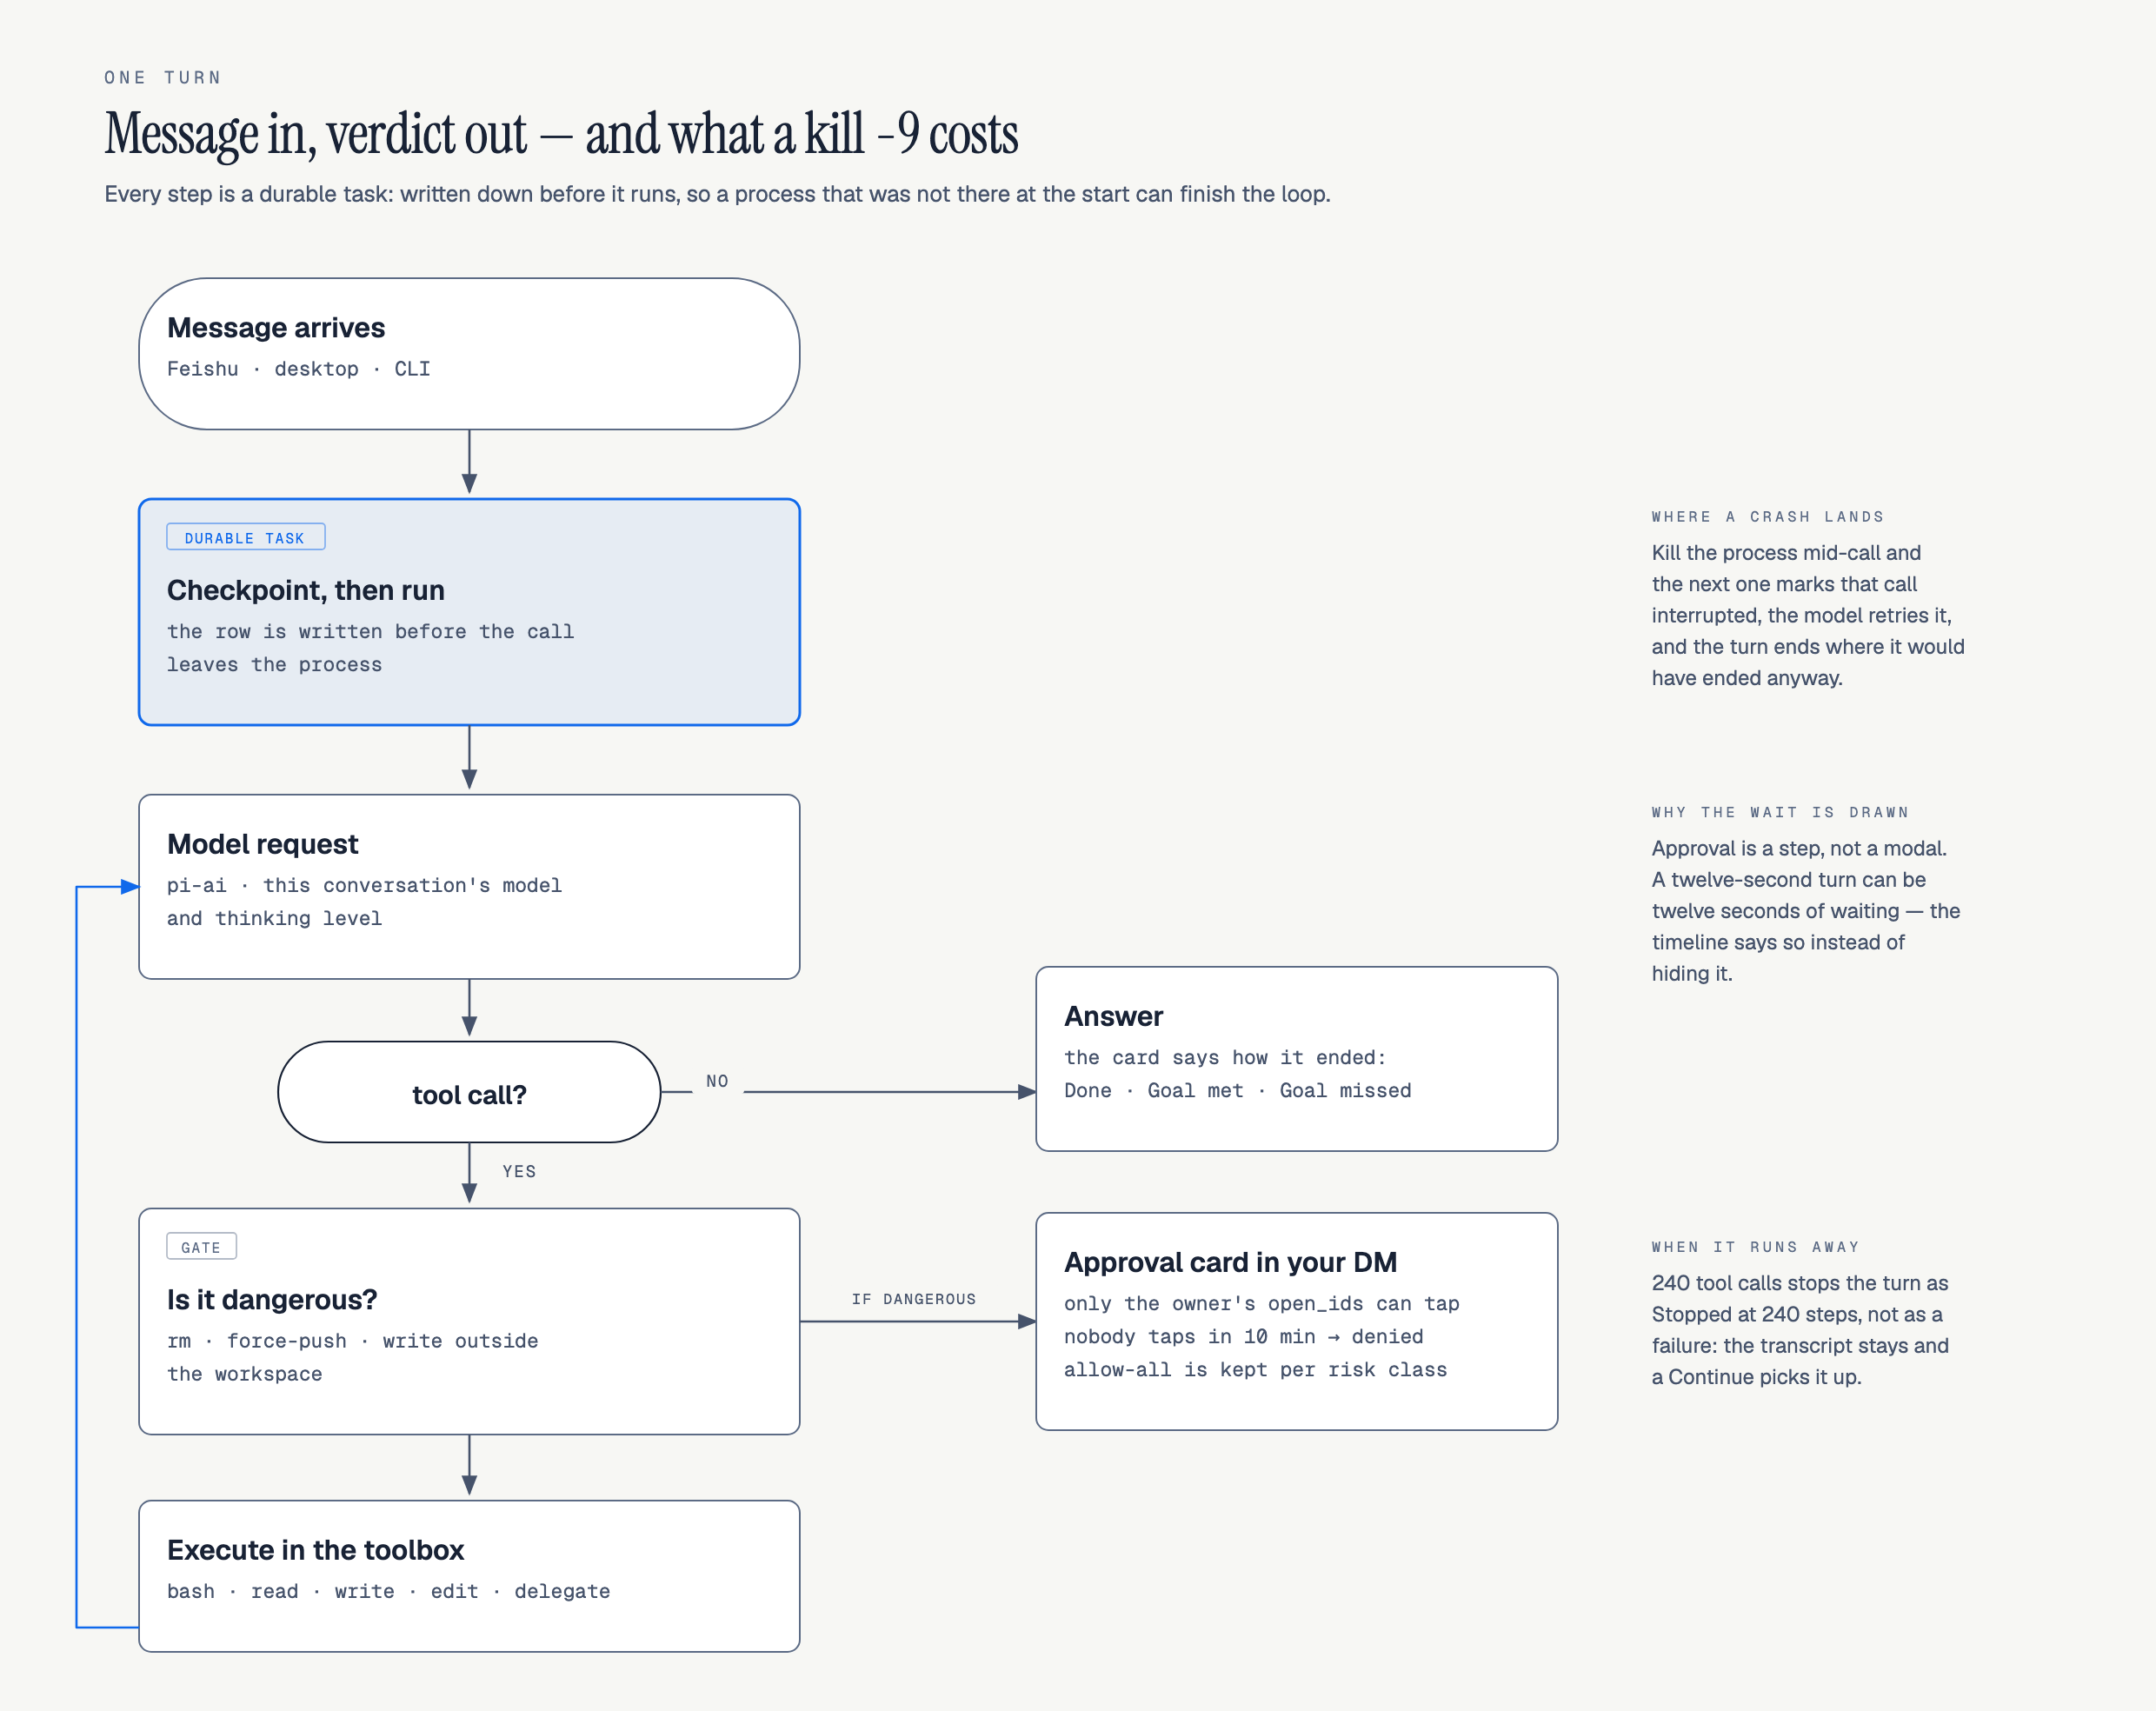 ONE TURN
Message in, verdict out — and what a kill -9 costs
Every step is a durable task: written down before it runs, so a process that was not there at the start can finish the loop.
Message arrives
Feishu · desktop · CLI
DURABLE TASK
Checkpoint, then run
the row is written before the call
leaves the process
WHERE A CRASH LANDS
Kill the process mid-call and
the next one marks that call
interrupted, the model retries it,
and the turn ends where it would
have ended anyway.
Model request
pi-ai · this conversation's model
and thinking level
WHY THE WAIT IS DRAWN
Approval is a step, not a modal.
A twelve-second turn can be
twelve seconds of waiting — the
timeline says so instead of
hiding it.
tool call?
NO
Answer
the card says how it ended:
Done · Goal met · Goal missed
YES
GATE
Is it dangerous?
rm · force-push · write outside
the workspace
IF DANGEROUS
Approval card in your DM
only the owner's open_ids can tap
nobody taps in 10 min → denied
allow-all is kept per risk class
WHEN IT RUNS AWAY
240 tool calls stops the turn as
Stopped at 240 steps, not as a
failure: the transcript stays and
a Continue picks it up.
Execute in the toolbox
bash · read · write · edit · delegate